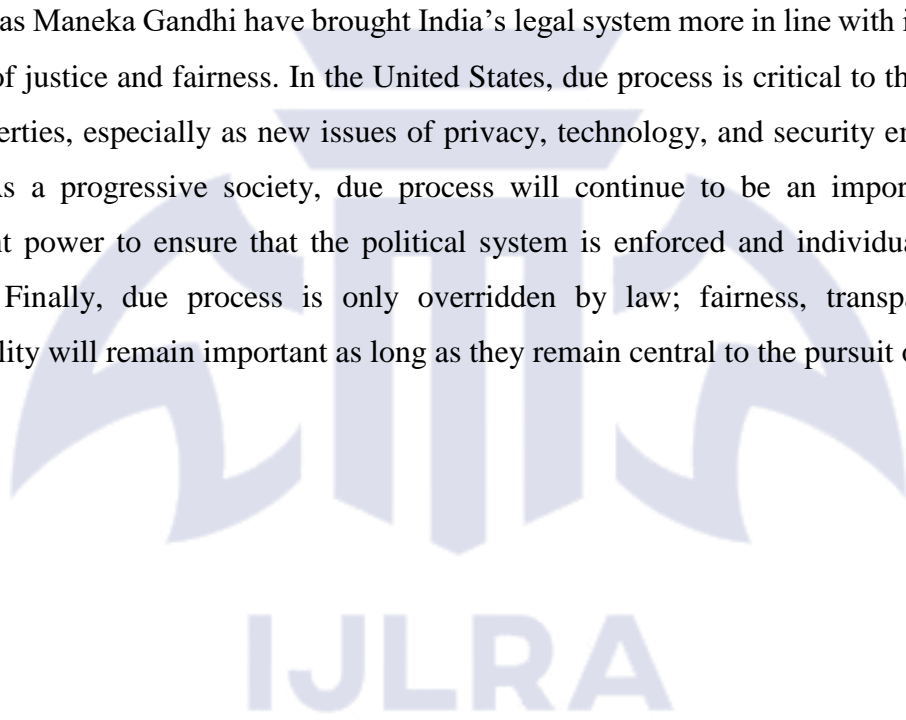 as Maneka Gandhi have brought India’s legal system more in line with i
of justice and fairness. In the United States, due process is critical to th
erties, especially as new issues of privacy, technology, and security e
s a progressive society, due process will continue to be an impor
nt power to ensure that the political system is enforced and individua
Finally, due process is only overridden by law; fairness, transpa
lity will remain important as long as they remain central to the pursuit
IJLRA